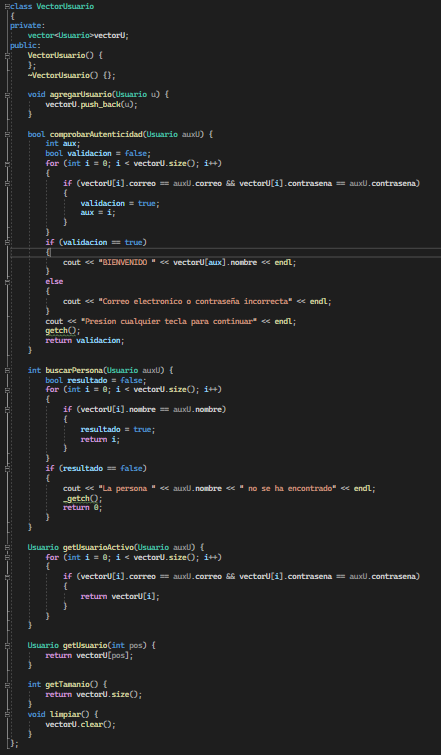 class VectorUsuario
{
private:
    vector<Usuario>vectorU;
public:
    VectorUsuario() {
    };
    ~VectorUsuario() {};

    void agregarUsuario(Usuario u) {
        vectorU.push_back(u);
    }

    bool comprobarAutenticidad(Usuario auxU) {
        int aux;
        bool validacion = false;
        for (int i = 0; i < vectorU.size(); i++)
        {
            if (vectorU[i].correo == auxU.correo && vectorU[i].contrasena == auxU.contrasena)
            {
                validacion = true;
                aux = i;
            }
        }
        if (validacion == true)
        {
            cout << "BIENVENIDO " << vectorU[aux].nombre << endl;
        }
        else
        {
            cout << "Correo electronico o contraseña incorrecta" << endl;
        }
        cout << "Presion cualquier tecla para continuar" << endl;
        getch();
        return validacion;
    }

    int buscarPersona(Usuario auxU) {
        bool resultado = false;
        for (int i = 0; i < vectorU.size(); i++)
        {
            if (vectorU[i].nombre == auxU.nombre)
            {
                resultado = true;
                return i;
            }
        }
        if (resultado == false)
        {
            cout << "La persona " << auxU.nombre << " no se ha encontrado" << endl;
            _getch();
            return 0;
        }
    }

    Usuario getUsuarioActivo(Usuario auxU) {
        for (int i = 0; i < vectorU.size(); i++)
        {
            if (vectorU[i].correo == auxU.correo && vectorU[i].contrasena == auxU.contrasena)
            {
                return vectorU[i];
            }
        }
    }

    Usuario getUsuario(int pos) {
        return vectorU[pos];
    }

    int getTamanio() {
        return vectorU.size();
    }
    void limpiar() {
        vectorU.clear();
    }
};